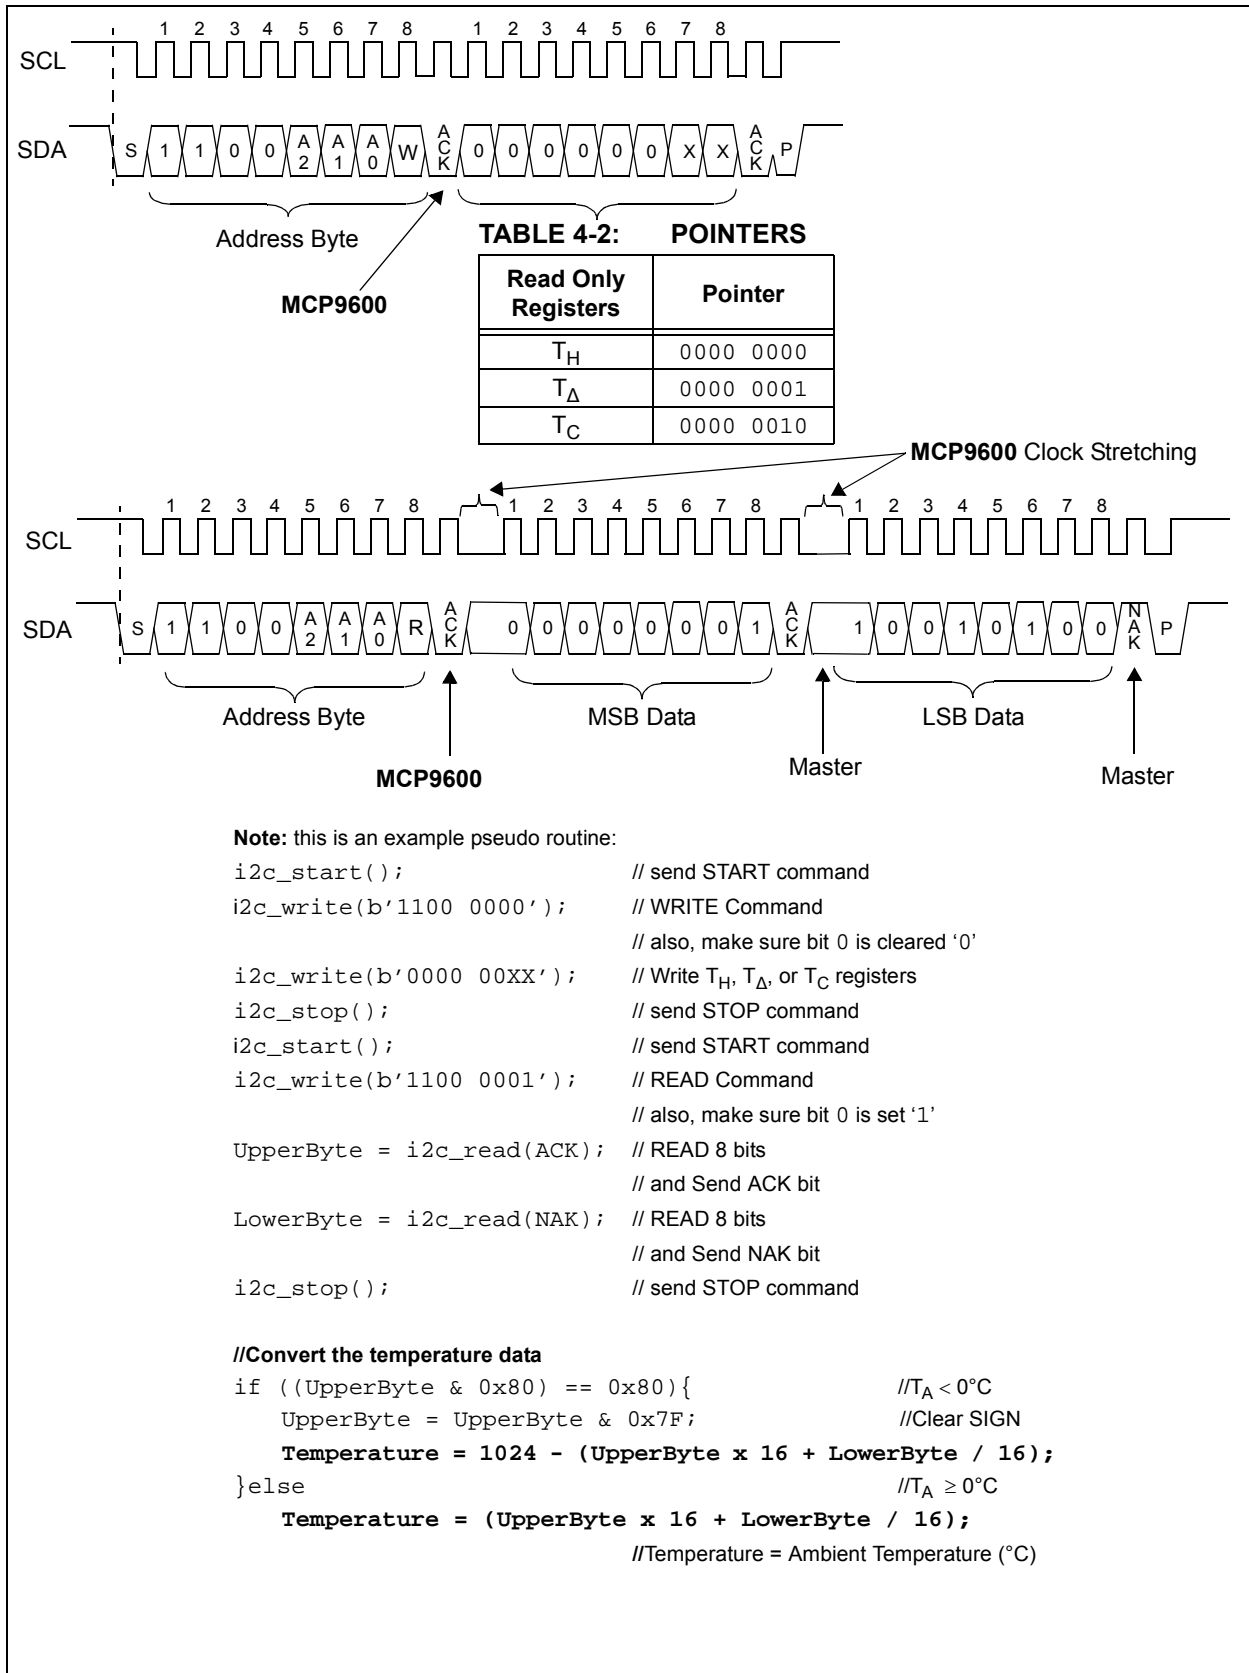 1 2 3 4 5 6 7 8 1 2 3 4 5 6 7 8
SCL
SDA S 1 1 0 0 A2 A1 A0 W ACK 0 0 0 0 0 0 X X ACK P
Address Byte
MCP9600
TABLE 4-2: POINTERS
Read Only Registers Pointer
TH 0000 0000
TΔ 0000 0001
TC 0000 0010
MCP9600 Clock Stretching
1 2 3 4 5 6 7 8 1 2 3 4 5 6 7 8 1 2 3 4 5 6 7 8
SCL
SDA S 1 1 0 0 A2 A1 A0 R ACK 0 0 0 0 0 0 0 1 ACK 1 0 0 1 0 1 0 0 NAK P
Address Byte MSB Data LSB Data
MCP9600 Master Master
Note: this is an example pseudo routine:
i2c_start(); // send START command
i2c_write(b’1100 0000’); // WRITE Command
// also, make sure bit 0 is cleared ‘0’
i2c_write(b’0000 00XX’); // Write TH, TΔ, or TC registers
i2c_stop(); // send STOP command
i2c_start(); // send START command
i2c_write(b’1100 0001’); // READ Command
// also, make sure bit 0 is set ‘1’
UpperByte = i2c_read(ACK); // READ 8 bits
// and Send ACK bit
LowerByte = i2c_read(NAK); // READ 8 bits
// and Send NAK bit
i2c_stop(); // send STOP command
//Convert the temperature data
if ((UpperByte & 0x80) == 0x80){ //TA < 0°C
UpperByte = UpperByte & 0x7F; //Clear SIGN
Temperature = 1024 - (UpperByte x 16 + LowerByte / 16);
}else //TA ≥ 0°C
Temperature = (UpperByte x 16 + LowerByte / 16);
//Temperature = Ambient Temperature (°C)